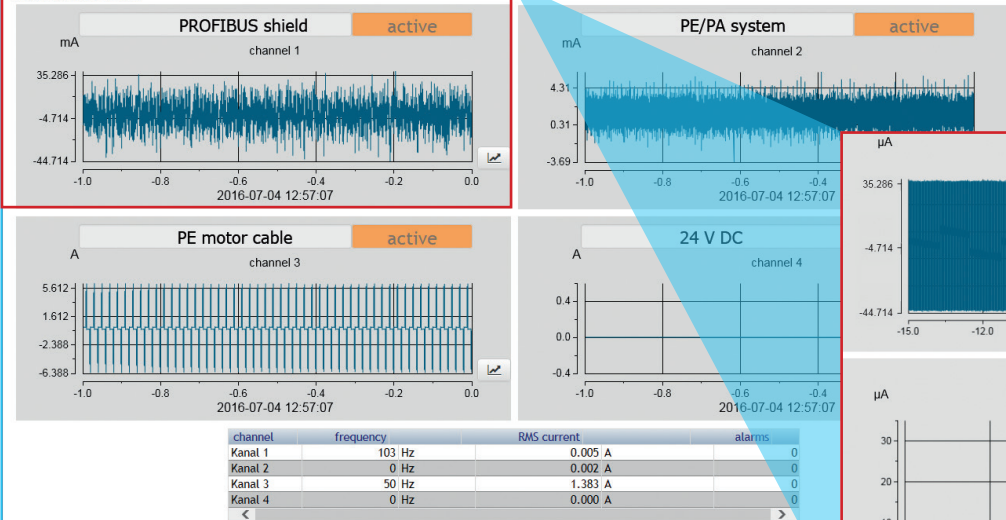 PROFIBUS shield active
mA
channel 1
35.286
-4.714
-44.714
-1.0 -0.8 -0.6 -0.4 -0.2 0.0
2016-07-04 12:57:07
PE/PA system active
mA
channel 2
4.31
0.31
-3.69
-1.0 -0.8 -0.6 -0.4
2016-07-04 12:57:07
µA
35.286
-4.714
-44.714
-15.0 -12.0
PE motor cable active
A
channel 3
5.612
1.612
-2.388
-6.388
-1.0 -0.8 -0.6 -0.4 -0.2 0.0
2016-07-04 12:57:07
24 V DC
A
channel 4
0.4
0.0
-0.4
-1.0 -0.8 -0.6 -0.4
2016-07-04 12:57:07
µA
30
20
channel frequency RMS current alarms
Kanal 1 103 Hz 0.005 A 0
Kanal 2 0 Hz 0.002 A 0
Kanal 3 50 Hz 1.383 A 0
Kanal 4 0 Hz 0.000 A 0